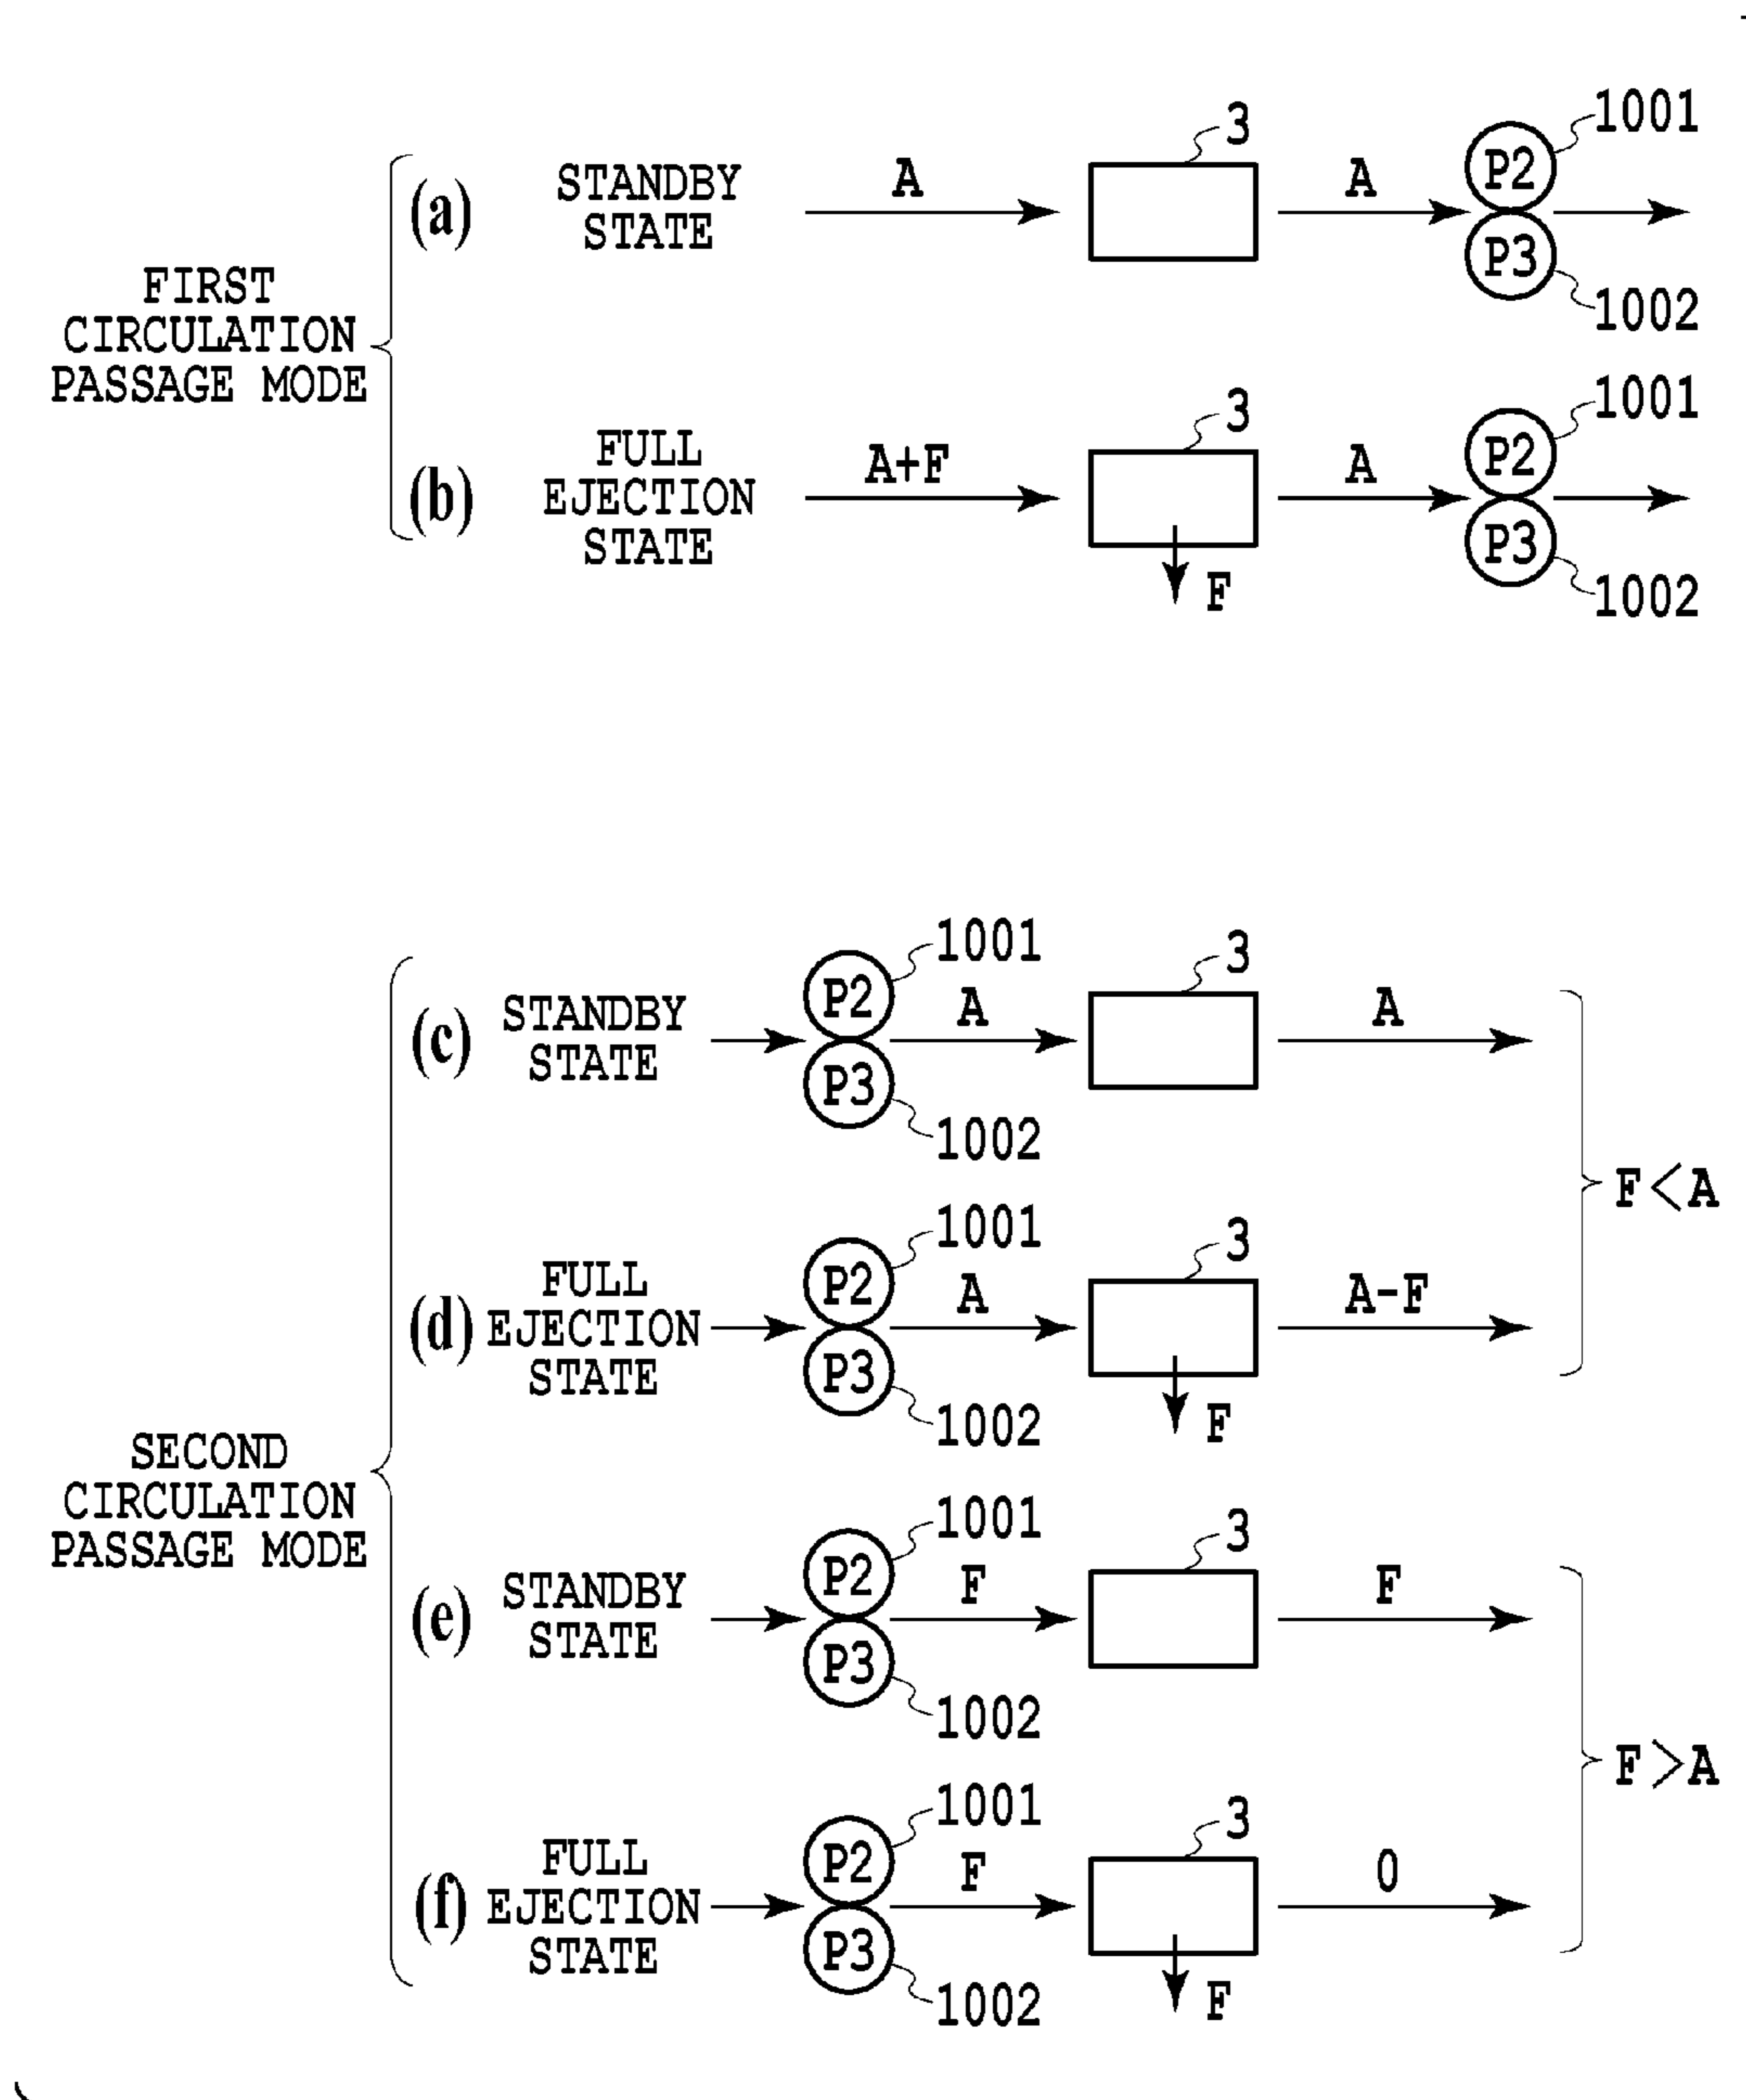 FIRST
CIRCULATION
PASSAGE MODE
(a)
STANDBY
STATE
A
3
A
P2
P3
1001
1002
(b)
FULL
EJECTION
STATE
A+F
3
F
A
P2
P3
1001
1002
SECOND
CIRCULATION
PASSAGE MODE
(c)
STANDBY
STATE
P2
P3
1001
1002
A
3
A
(d)
FULL
EJECTION
STATE
P2
P3
1001
1002
A
3
F
A-F
F<A
(e)
STANDBY
STATE
P2
P3
1001
1002
F
3
F
(f)
FULL
EJECTION
STATE
P2
P3
1001
1002
F
3
F
0
F>A